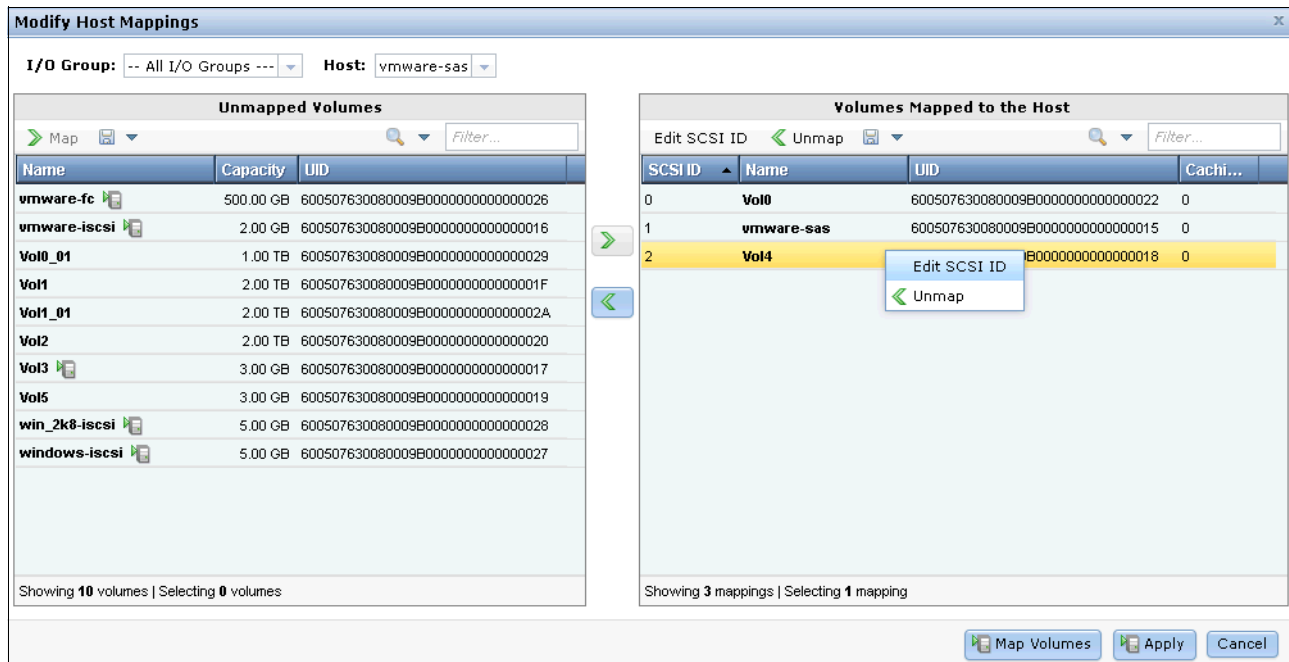 Modify Host Mappings x
I/O Group: -- All I/O Groups --- Host: vmware-sas
Unmapped Volumes
Map Filter...
Name Capacity UID
vmware-fc 500.00 GB 600507630080009B0000000000000026
vmware-iscsi 2.00 GB 600507630080009B0000000000000016
Vol0_01 1.00 TB 600507630080009B0000000000000029
Vol1 2.00 TB 600507630080009B000000000000001F
Vol1_01 2.00 TB 600507630080009B000000000000002A
Vol2 2.00 TB 600507630080009B0000000000000020
Vol3 3.00 GB 600507630080009B0000000000000017
Vol5 3.00 GB 600507630080009B0000000000000019
win_2k8-iscsi 5.00 GB 600507630080009B0000000000000028
windows-iscsi 5.00 GB 600507630080009B0000000000000027
Showing 10 volumes | Selecting 0 volumes
Volumes Mapped to the Host
Edit SCSI ID Unmap Filter...
SCSI ID Name UID Cachi...
0 Vol0 600507630080009B0000000000000022 0
1 vmware-sas 600507630080009B0000000000000015 0
2 Vol4 9B0000000000000018 0
Edit SCSI ID
Unmap
Showing 3 mappings | Selecting 1 mapping
Map Volumes Apply Cancel